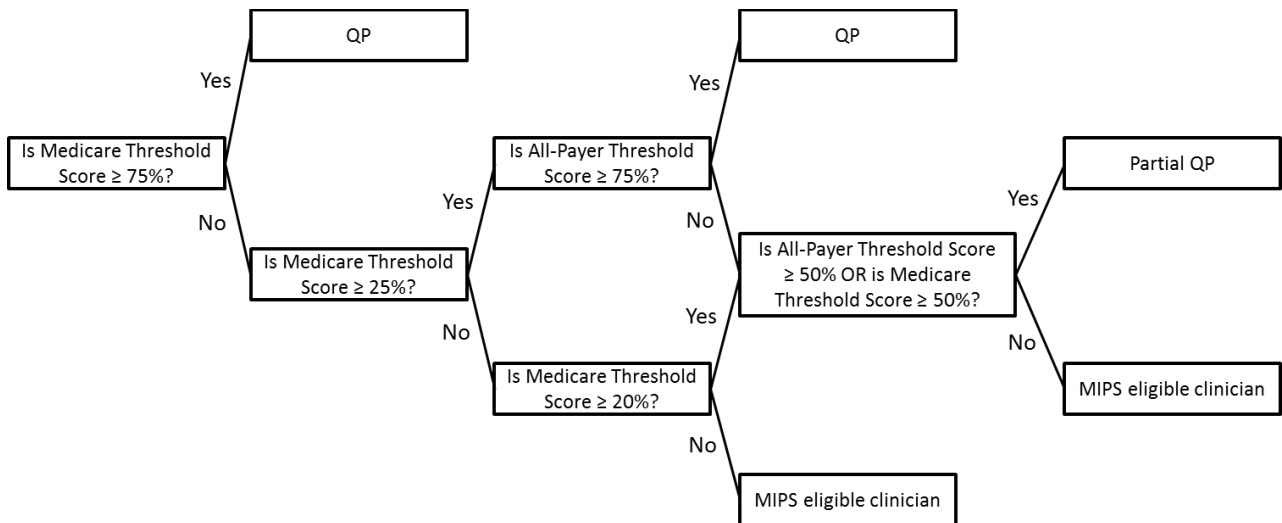 QP
QP
Yes
Yes
Is Medicare Threshold
Score ≥ 75%?
Is All-Payer Threshold
Score ≥ 75%?
Partial QP
Yes
Yes
No
No
Is Medicare Threshold
Score ≥ 25%?
Is All-Payer Threshold Score
≥ 50% OR is Medicare
Threshold Score ≥ 50%?
No
Yes
No
Is Medicare Threshold
Score ≥ 20%?
MIPS eligible clinician
No
MIPS eligible clinician